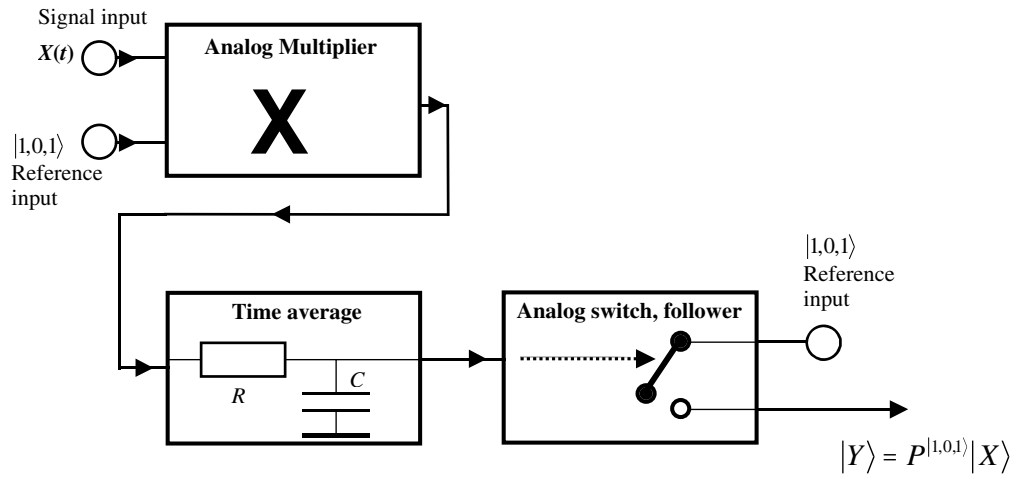 Signal input
X(t)
Analog Multiplier
X
|1,0,1⟩
Reference
input
|1,0,1⟩
Reference
input
Time average
R
C
Analog switch, follower
|Y⟩ = P^{|1,0,1⟩}|X⟩